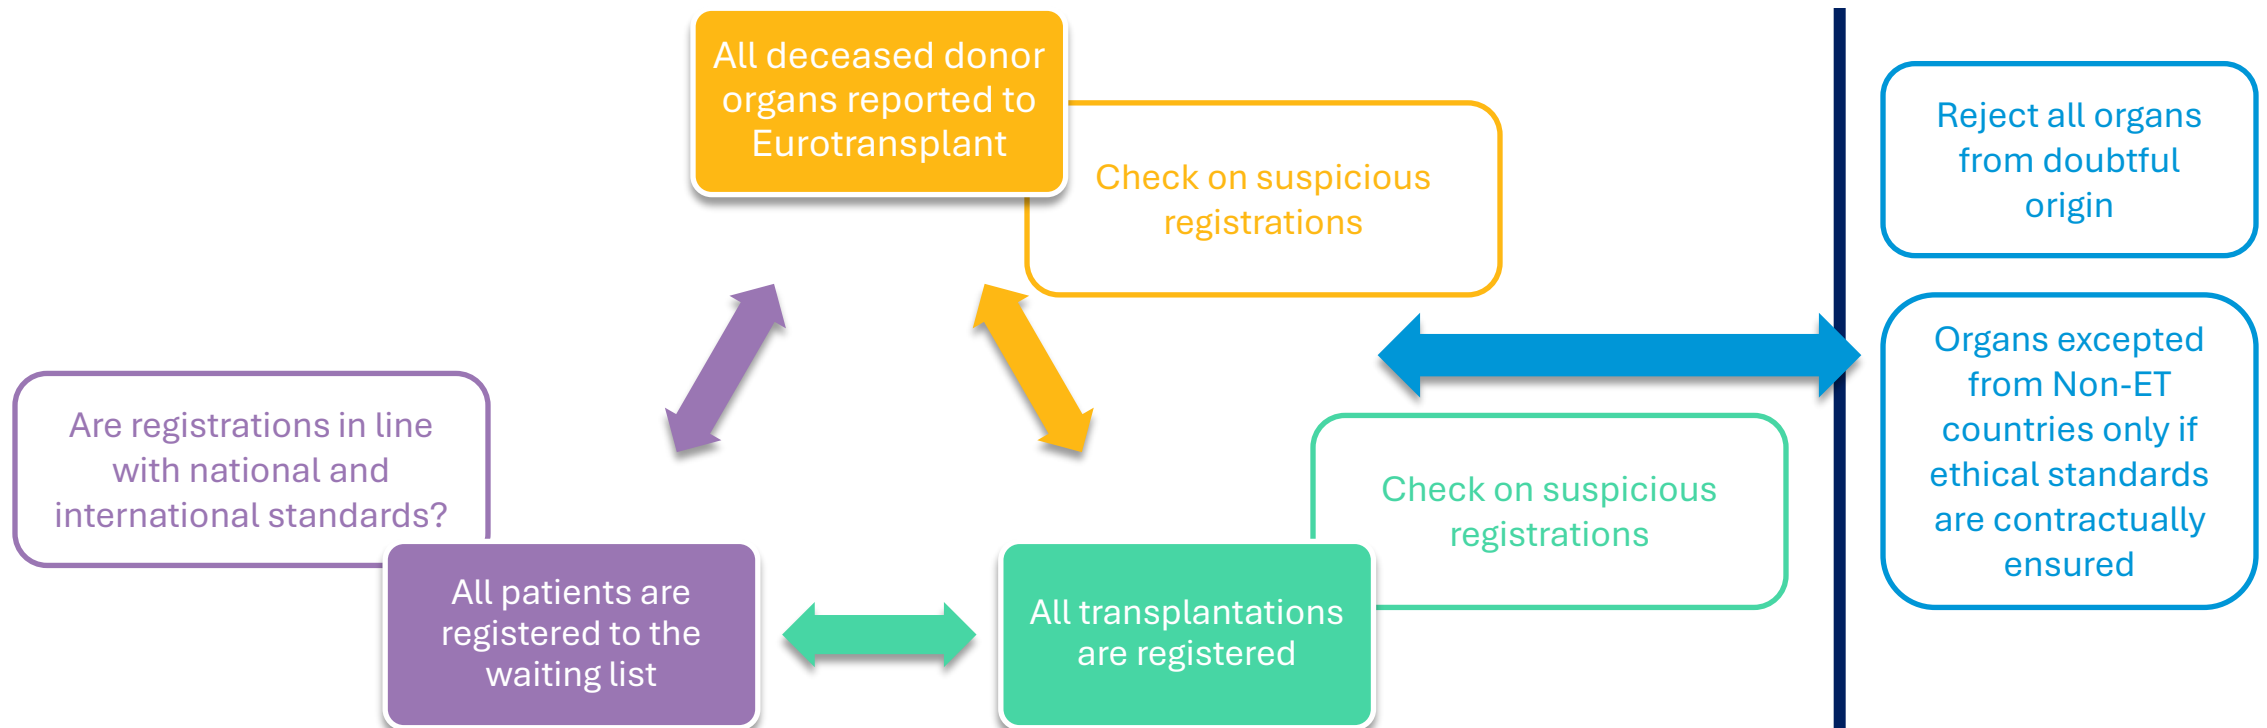 All deceased donor
organs reported to
Eurotransplant
Check on suspicious
registrations
Are registrations in line
with national and
international standards?
All patients are
registered to the
waiting list
All transplantations
are registered
Check on suspicious
registrations
Reject all organs
from doubtful
origin
Organs excepted
from Non-ET
countries only if
ethical standards
are contractually
ensured